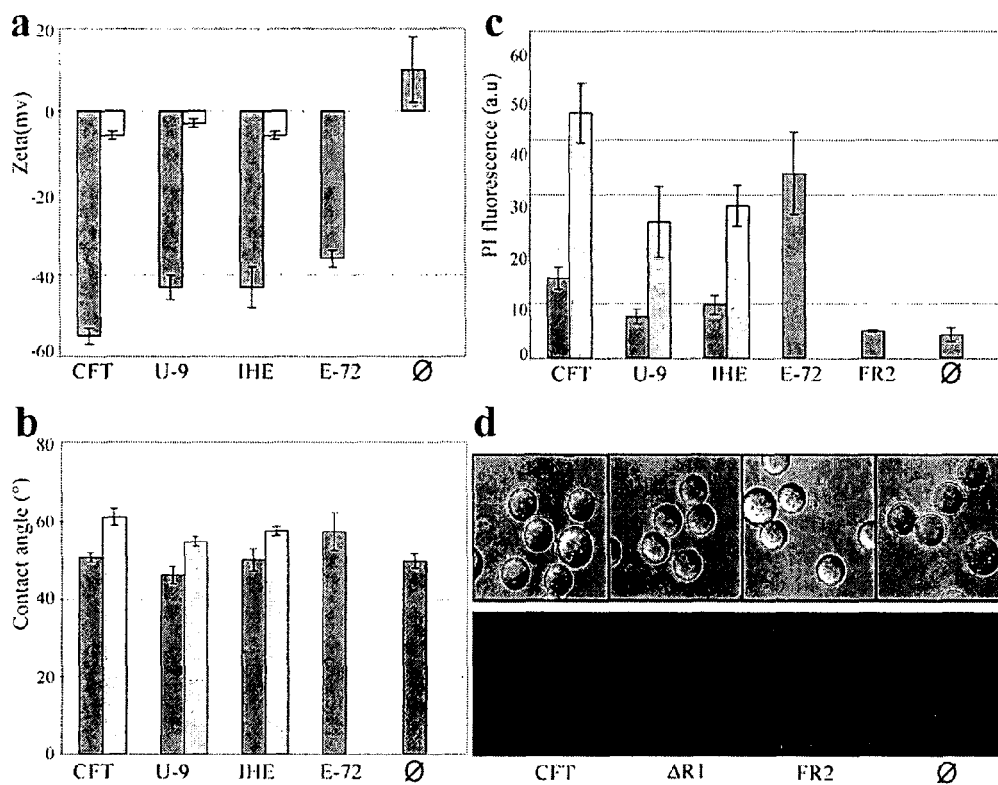 a
20
0
-20
-40
-60
Zeta(mv)
CFT U-9 IHE E-72 Ø
b
80
60
40
20
0
Contact angle (°)
CFT U-9 IHE E-72 Ø
c
60
50
40
30
20
10
0
PI fluorescence (a.u)
CFT U-9 IHE E-72 FR2 Ø
d
CFT ΔR1 FR2 Ø